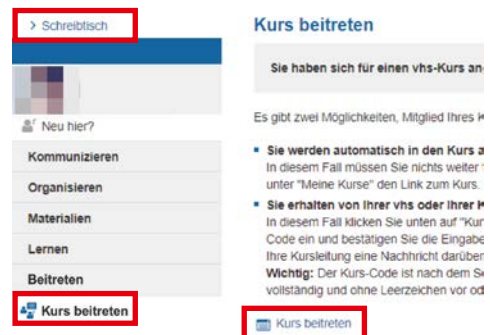 > Schreibtisch
Neu hier?
Kommunizieren
Organisieren
Materialien
Lernen
Beitreten
Kurs beitreten
Kurs beitreten
Sie haben sich für einen vhs-Kurs an
Es gibt zwei Möglichkeiten, Mitglied Ihres
Sie werden automatisch in den Kurs
In diesem Fall müssen Sie nichts weiter
unter "Meine Kurse" den Link zum Kurs.
Sie erhalten von Ihrer vhs oder Ihrer
In diesem Fall klicken Sie unten auf "Kur
Code ein und bestätigen Sie die Eingabe
Ihre Kursleitung eine Nachhricht darüber
Wichtig: Der Kurs-Code ist nach dem
vollständig und ohne Leerzeichen vor
Kurs beitreten